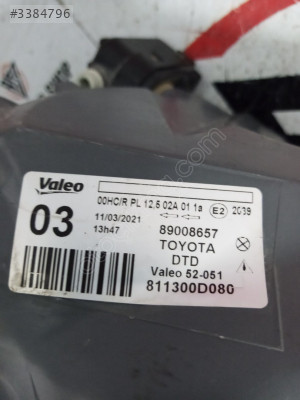 #3384796
Valeo
00HC/R PL 12,5 02A 01 1a E2 2039
03
11/03/2021
13h47
89008657
TOYOTA
DTD
Valeo 52-051
811300D080